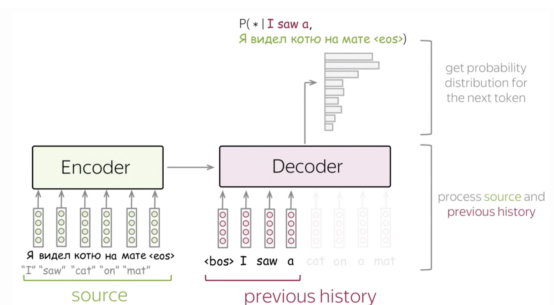 P( * | I saw a,
Я видел котю на мате <eos>)
get probability
distribution for
the next token
Encoder
Decoder
process source and
previous history
Я видел котю на мате <eos>
"I" "saw" "cat" "on" "mat"
<bos> I saw a cat on a mat
source
previous history